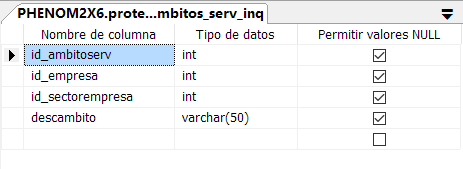 PHENOM2X6.prote...mbitos_serv_inq
Nombre de columna Tipo de datos Permitir valores NULL
id_ambitoserv int
id_empresa int
id_sectorempresa int
descambito varchar(50)